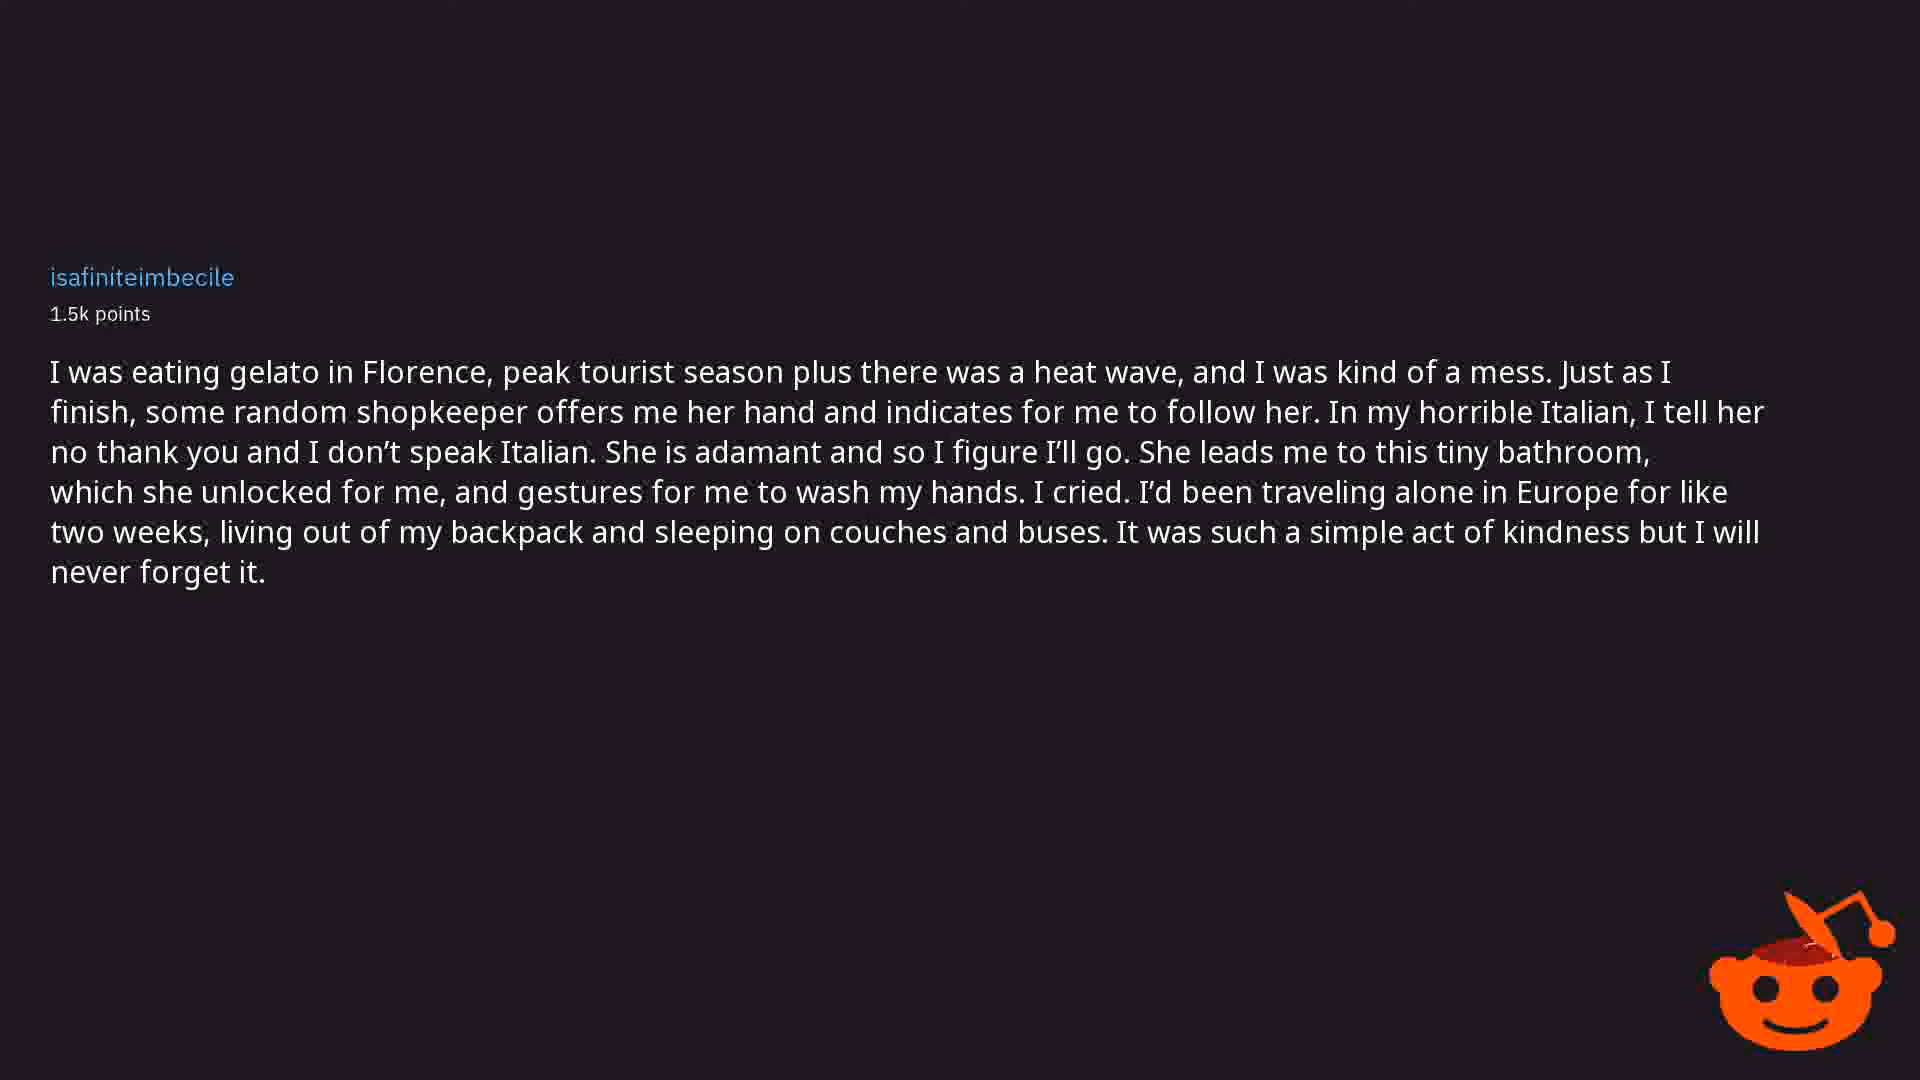 isafiniteimbecile
1.5k points
I was eating gelato in Florence, peak tourist season plus there was a heat wave, and I was kind of a mess. Just as I
finish, some random shopkeeper offers me her hand and indicates for me to follow her. In my horrible Italian, I tell her
no thank you and I don’t speak Italian. She is adamant and so I figure I’ll go. She leads me to this tiny bathroom,
which she unlocked for me, and gestures for me to wash my hands. I cried. I’d been traveling alone in Europe for like
two weeks, living out of my backpack and sleeping on couches and buses. It was such a simple act of kindness but I will
never forget it.